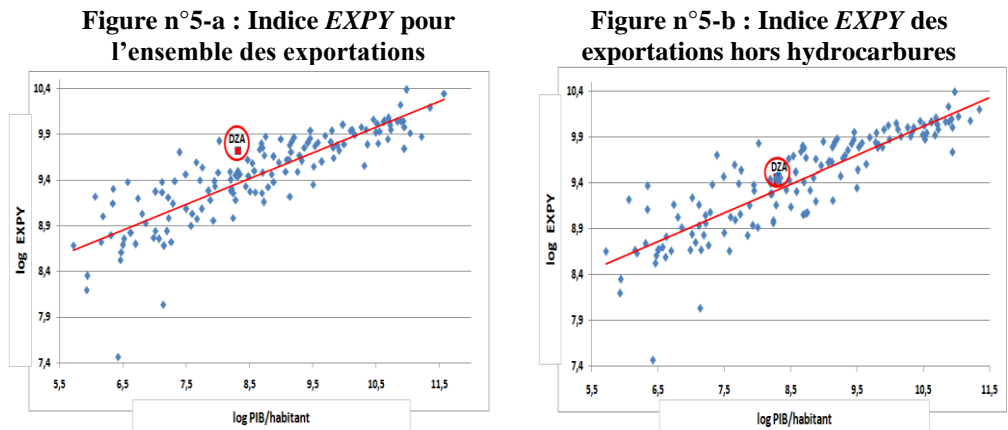 Figure n°5-a : Indice EXPY pour
l'ensemble des exportations
10,4
9,9
9,4
8,9
8,4
7,9
7,4
log EXPY
DZA
5,5 6,5 7,5 8,5 9,5 10,5 11,5
log PIB/habitant
Figure n°5-b : Indice EXPY des
exportations hors hydrocarbures
10,4
9,9
9,4
8,9
8,4
7,9
7,4
log EXPY
DZA
5,5 6,5 7,5 8,5 9,5 10,5 11,5
log PIB/habitant